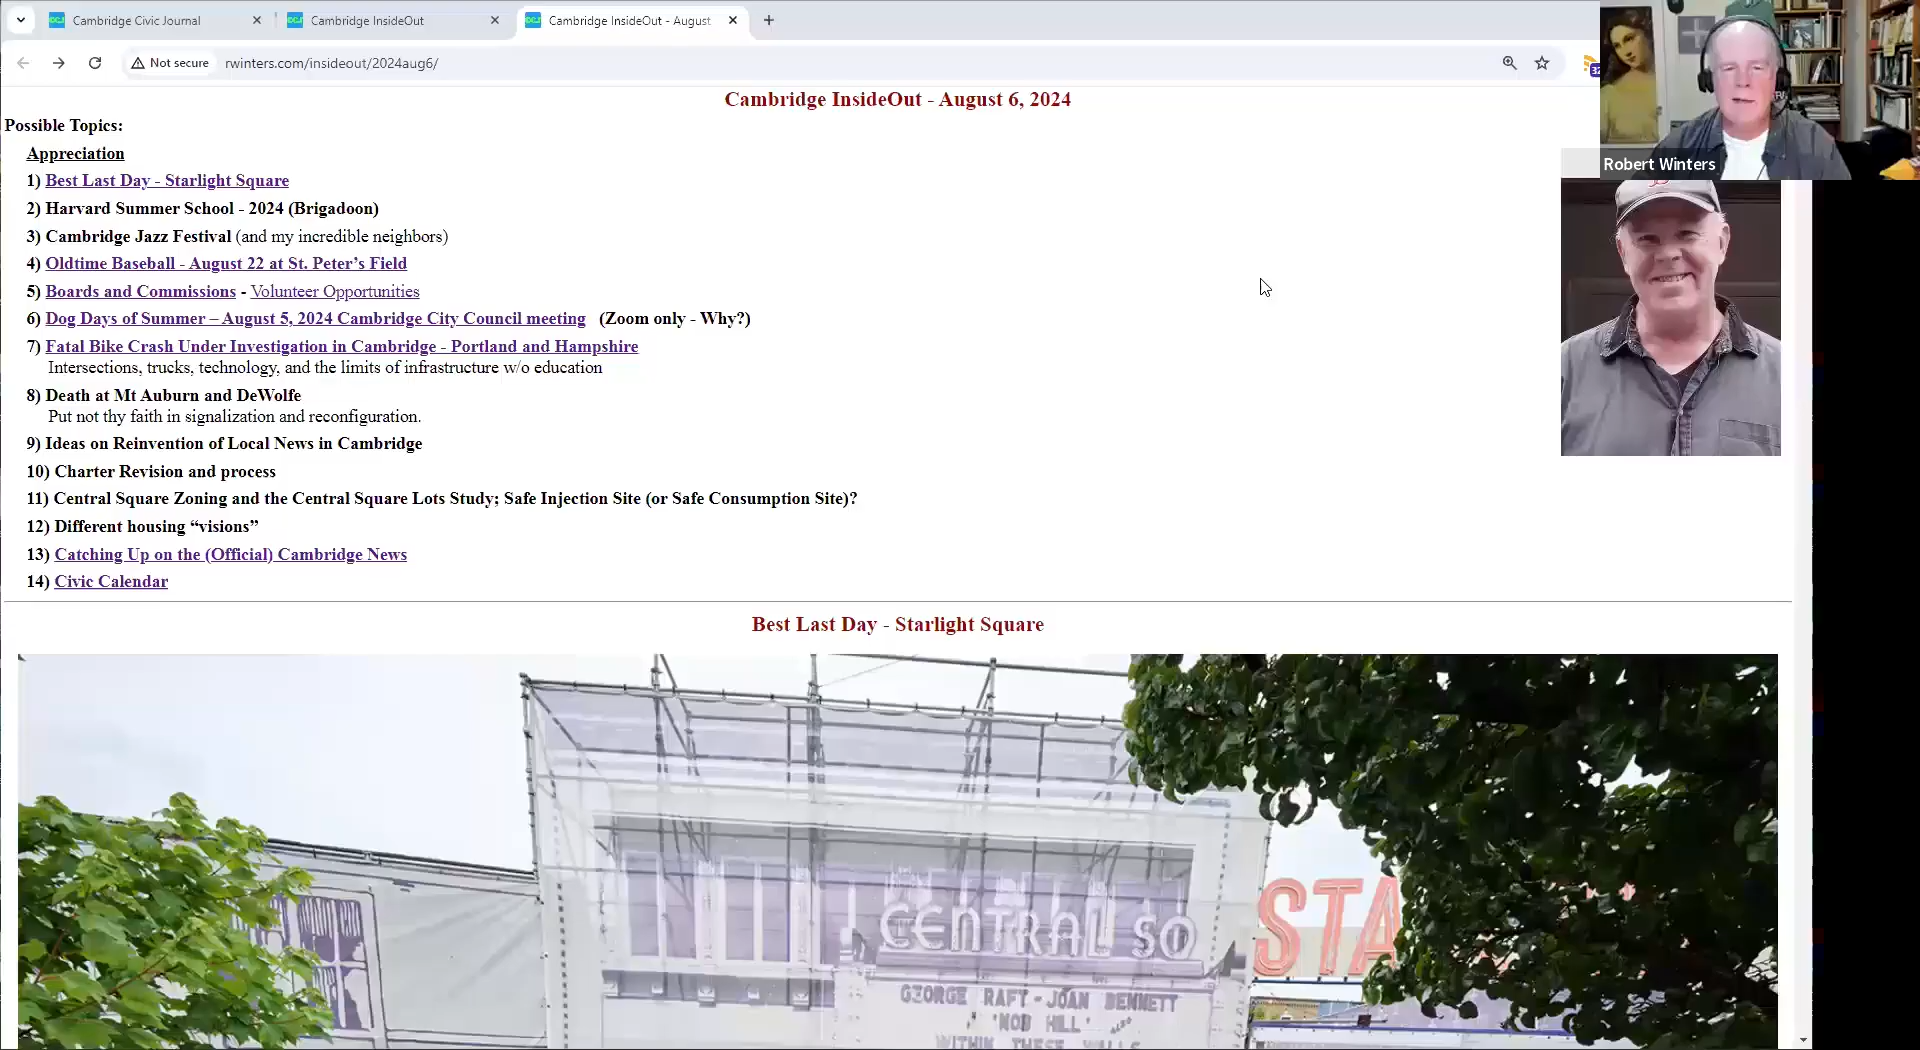 Cambridge Civic Journal
Cambridge InsideOut
Cambridge InsideOut - August
Not secure
rwinters.com/insideout/2024aug6/
32
Robert Winters
Cambridge InsideOut - August 6, 2024
Possible Topics:
Appreciation
1) Best Last Day - Starlight Square
2) Harvard Summer School - 2024 (Brigadoon)
3) Cambridge Jazz Festival (and my incredible neighbors)
4) Oldtime Baseball - August 22 at St. Peter’s Field
5) Boards and Commissions - Volunteer Opportunities
6) Dog Days of Summer – August 5, 2024 Cambridge City Council meeting (Zoom only - Why?)
7) Fatal Bike Crash Under Investigation in Cambridge - Portland and Hampshire
Intersections, trucks, technology, and the limits of infrastructure w/o education
8) Death at Mt Auburn and DeWolfe
Put not thy faith in signalization and reconfiguration.
9) Ideas on Reinvention of Local News in Cambridge
10) Charter Revision and process
11) Central Square Zoning and the Central Square Lots Study; Safe Injection Site (or Safe Consumption Site)?
12) Different housing “visions”
13) Catching Up on the (Official) Cambridge News
14) Civic Calendar
Best Last Day - Starlight Square
CENTRAL SQ
STA
GEORGE RAFT - JOAN BENNETT
'NOB HILL' ALSO
WITHIN THESE WALLS